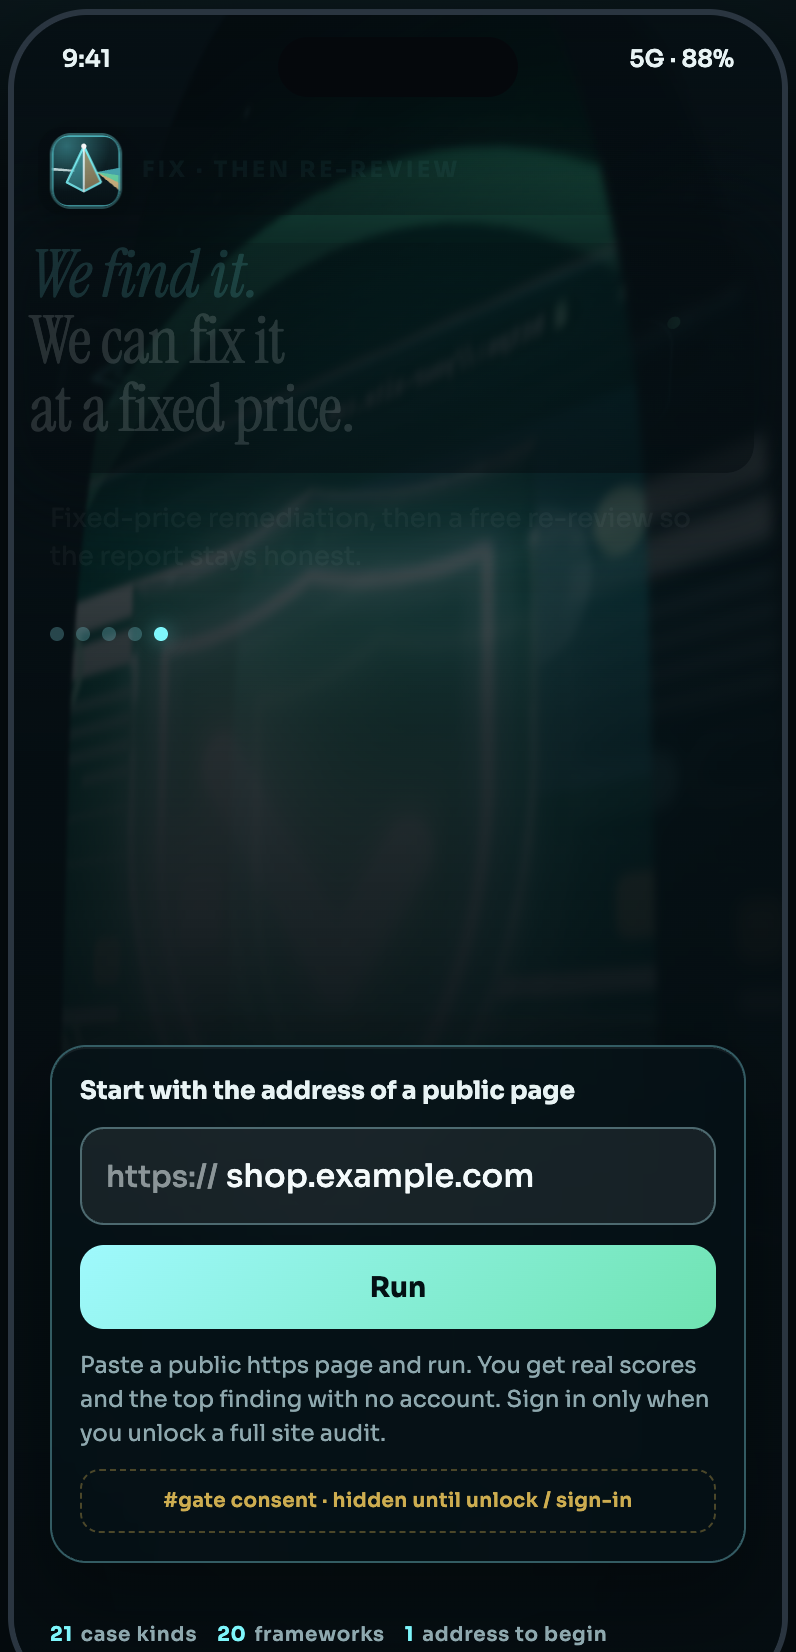 9:41
5G · 88%
FIX · THEN RE-REVIEW
We find it.
We can fix it
at a fixed price.
Fixed-price remediation, then a free re-review so
the report stays honest.
Start with the address of a public page
https:// shop.example.com
Run
Paste a public https page and run. You get real scores
and the top finding with no account. Sign in only when
you unlock a full site audit.
#gate consent · hidden until unlock / sign-in
21 case kinds 20 frameworks 1 address to begin